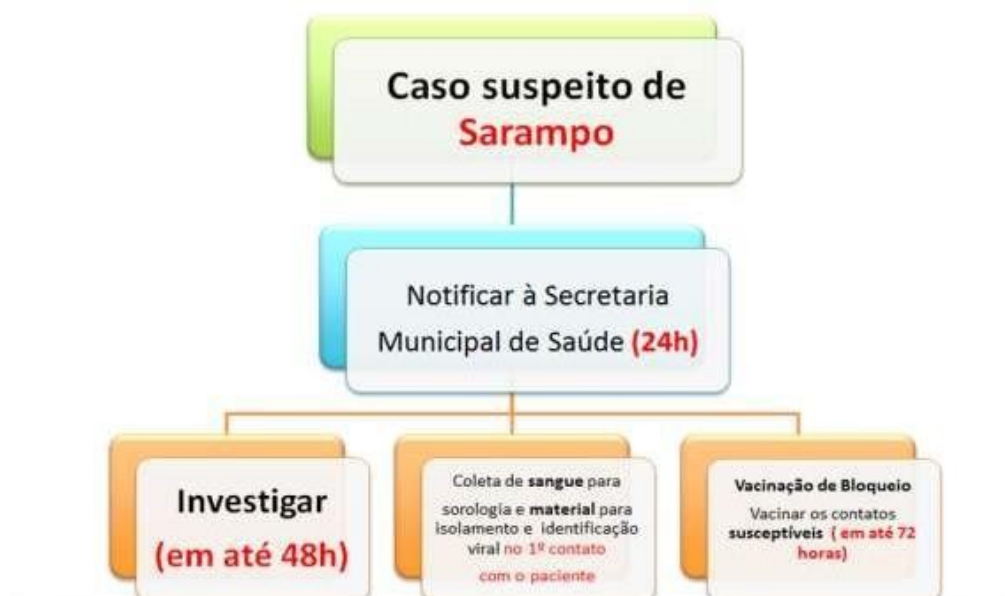 Caso suspeito de
Sarampo
Notificar à Secretaria
Municipal de Saúde (24h)
Investigar
(em até 48h)
Coleta de sangue para
sorologia e material para
isolamento e identificação
viral no 1º contato
com o paciente
Vacinação de Bloqueio
Vacinar os contatos
susceptíveis ( em até 72
horas)